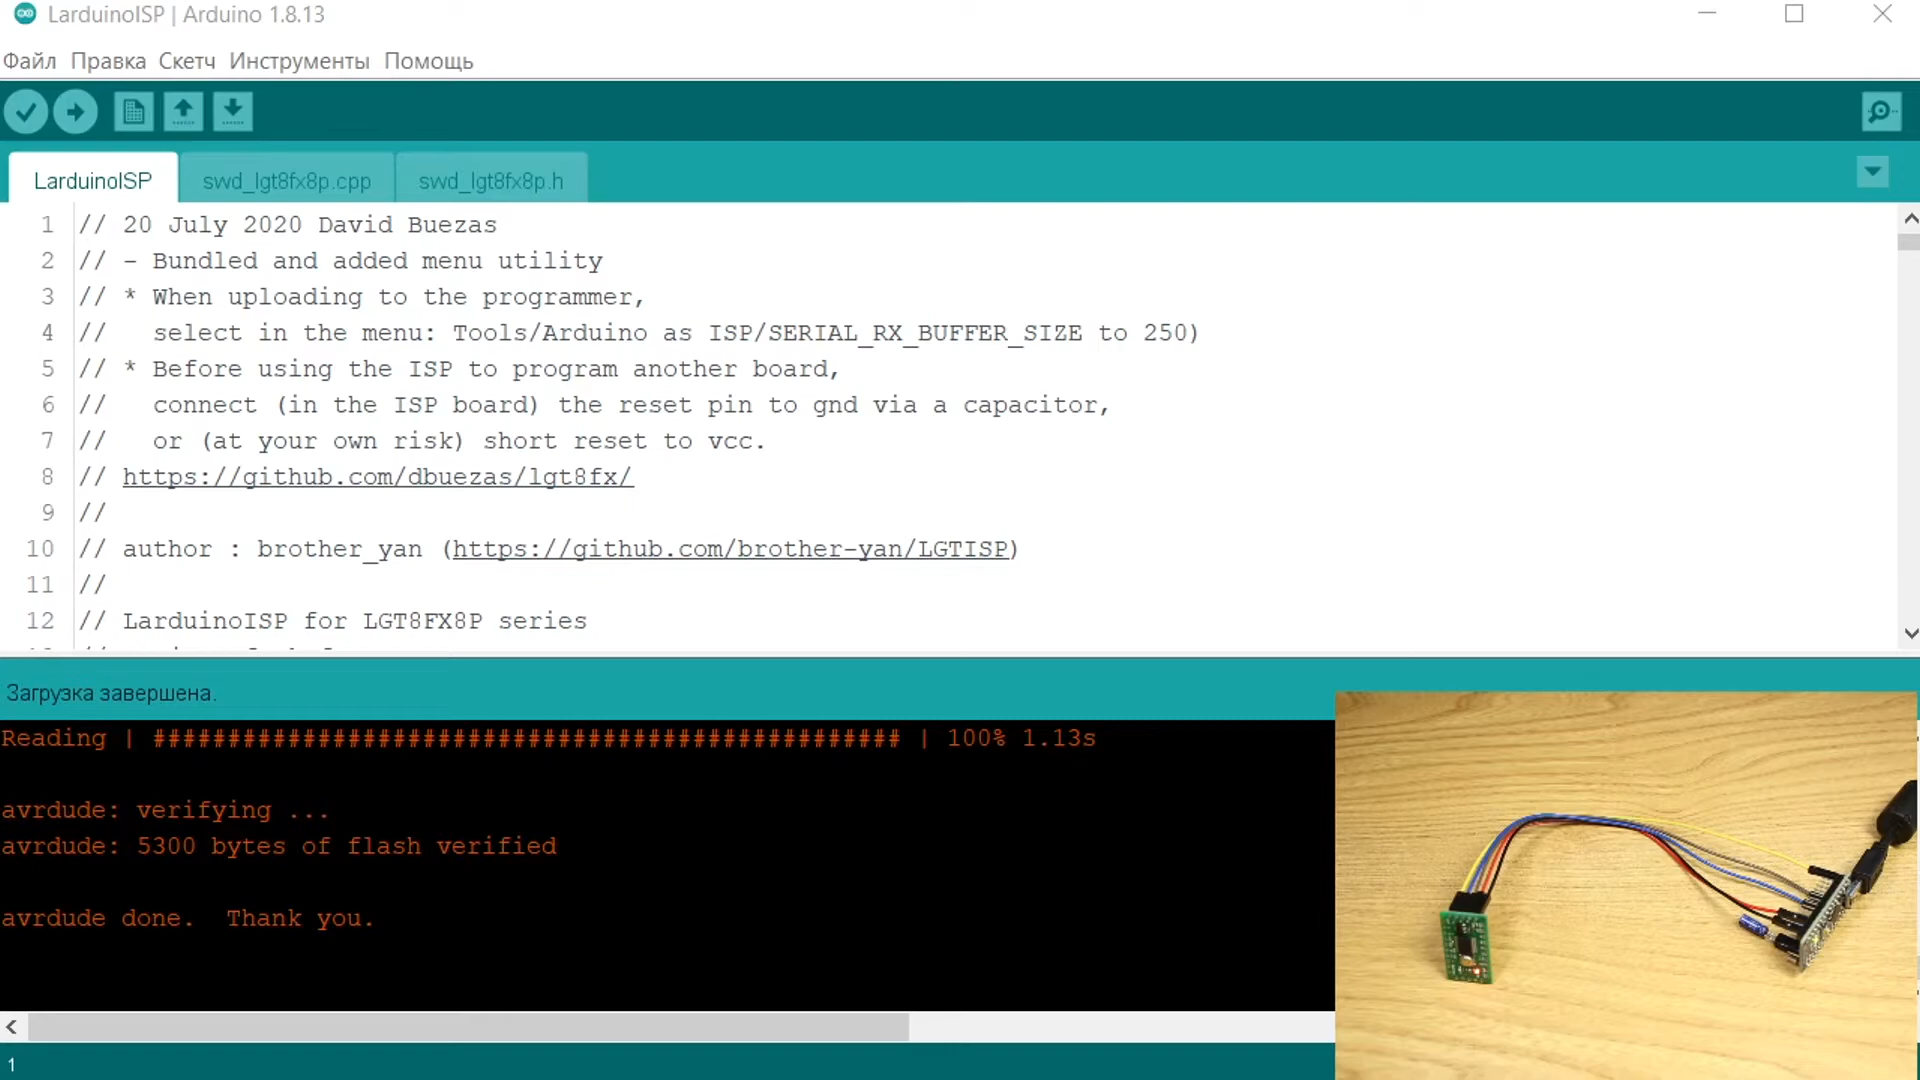 LarduinoISP | Arduino 1.8.13
Файл Правка Скетч Инструменты Помощь
LarduinoISP swd_lgt8fx8p.cpp swd_lgt8fx8p.h
1 // 20 July 2020 David Buezas
2 // - Bundled and added menu utility
3 // * When uploading to the programmer,
4 //   select in the menu: Tools/Arduino as ISP/SERIAL_RX_BUFFER_SIZE to 250)
5 // * Before using the ISP to program another board,
6 //   connect (in the ISP board) the reset pin to gnd via a capacitor,
7 //   or (at your own risk) short reset to vcc.
8 // https://github.com/dbuezas/lgt8fx/
9 //
10 // author : brother_yan (https://github.com/brother-yan/LGTISP)
11 //
12 // LarduinoISP for LGT8FX8P series
Загрузка завершена.
Reading | ################################################## | 100% 1.13s
avrdude: verifying ...
avrdude: 5300 bytes of flash verified
avrdude done.  Thank you.
1